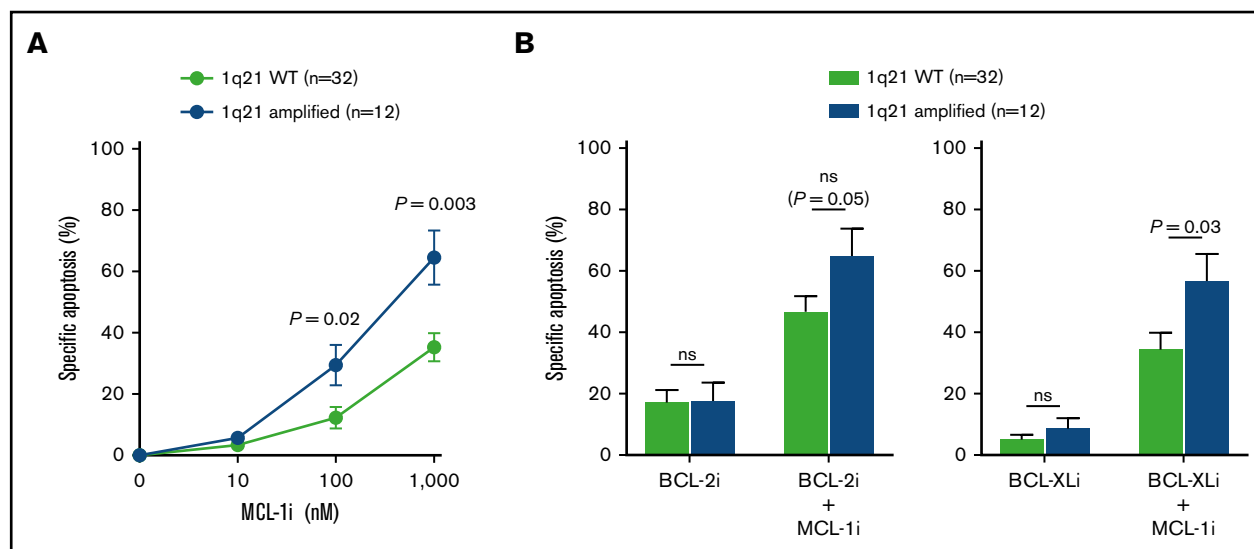 A
1q21 WT (n=32)
1q21 amplified (n=12)
Specific apoptosis (%)
100
80
60
40
20
0
P = 0.003
P = 0.02
0 10 100 1,000
MCL-1i (nM)
B
1q21 WT (n=32)
1q21 amplified (n=12)
Specific apoptosis (%)
100
80
60
40
20
0
ns
ns
(P = 0.05)
BCL-2i
BCL-2i
+
MCL-1i
100
80
60
40
20
0
ns
P = 0.03
BCL-XLi
BCL-XLi
+
MCL-1i